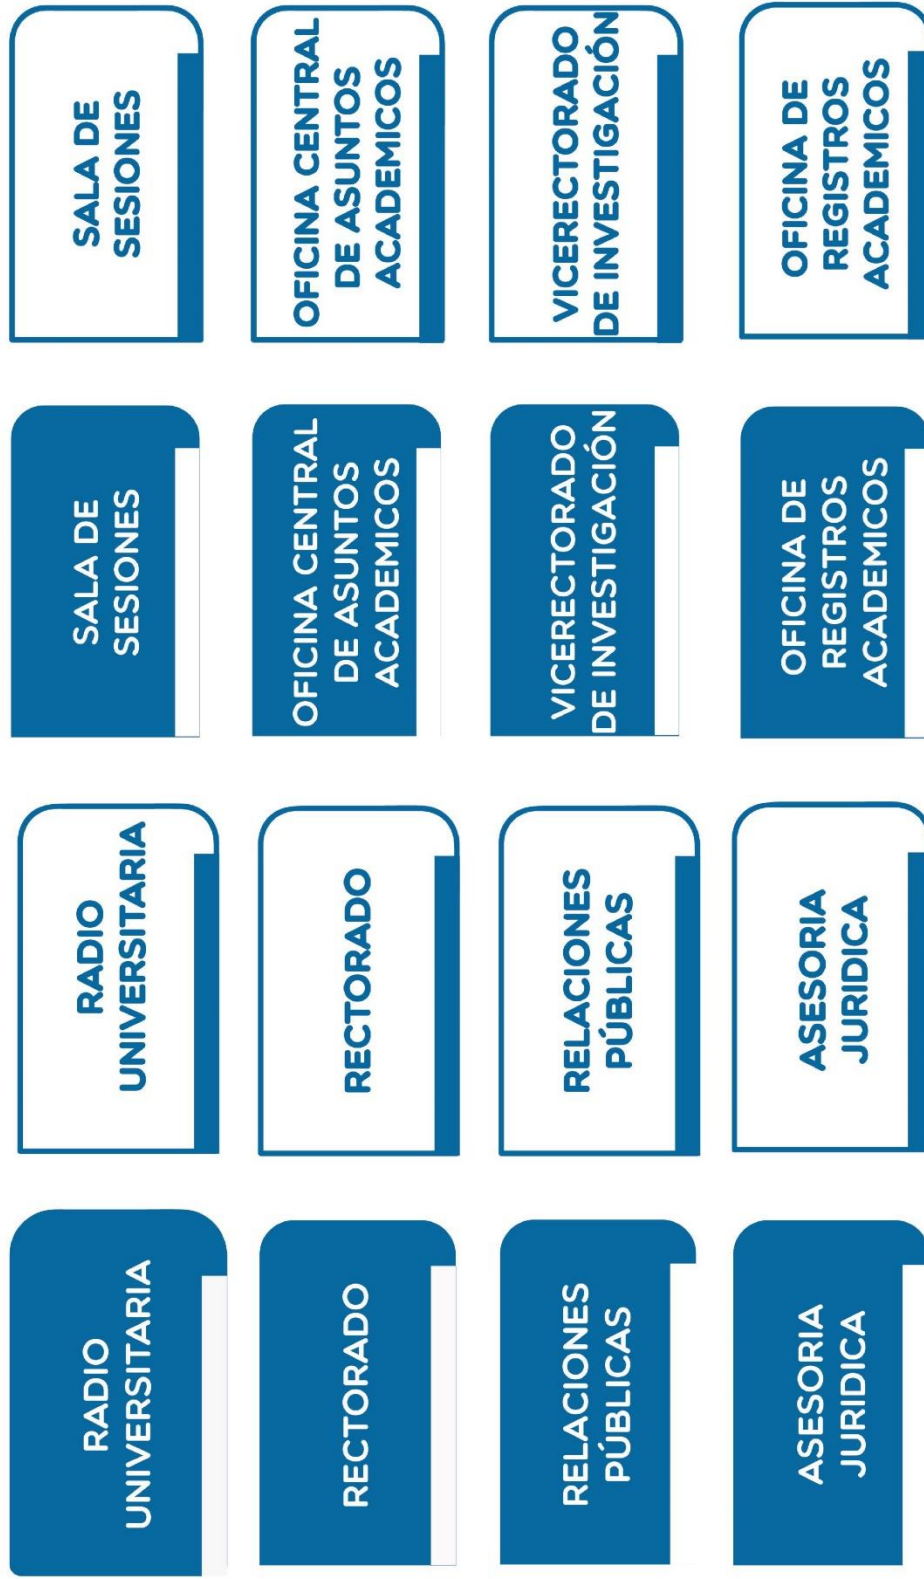 RADIO
UNIVERSITARIA
RADIO
UNIVERSITARIA
SALA DE
SESIONES
SALA DE
SESIONES
RECTORADO
RECTORADO
OFICINA CENTRAL
DE ASUNTOS
ACADEMICOS
OFICINA CENTRAL
DE ASUNTOS
ACADEMICOS
RELACIONES
PÚBLICAS
RELACIONES
PÚBLICAS
VICERECTORADO
DE INVESTIGACIÓN
VICERECTORADO
DE INVESTIGACIÓN
ASESORIA
JURIDICA
ASESORIA
JURIDICA
OFICINA DE
REGISTROS
ACADEMICOS
OFICINA DE
REGISTROS
ACADEMICOS